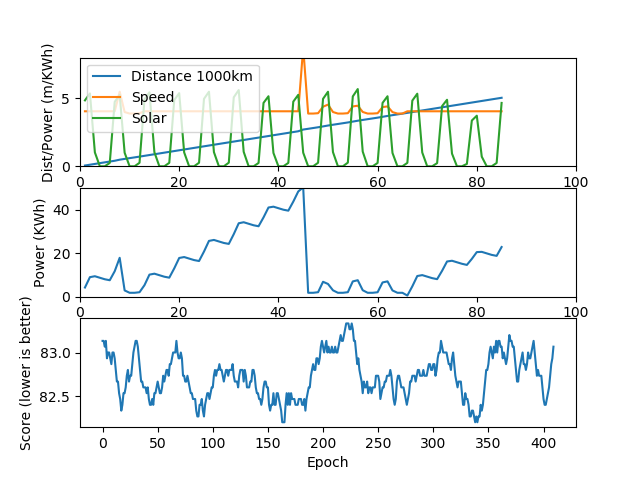 Dist/Power (m/KWh)
Distance 1000km
Speed
Solar
5
0
0 20 40 60 80 100
Power (KWh)
40
20
0
0 20 40 60 80 100
Score (lower is better)
83.0
82.5
0 50 100 150 200 250 300 350 400
Epoch